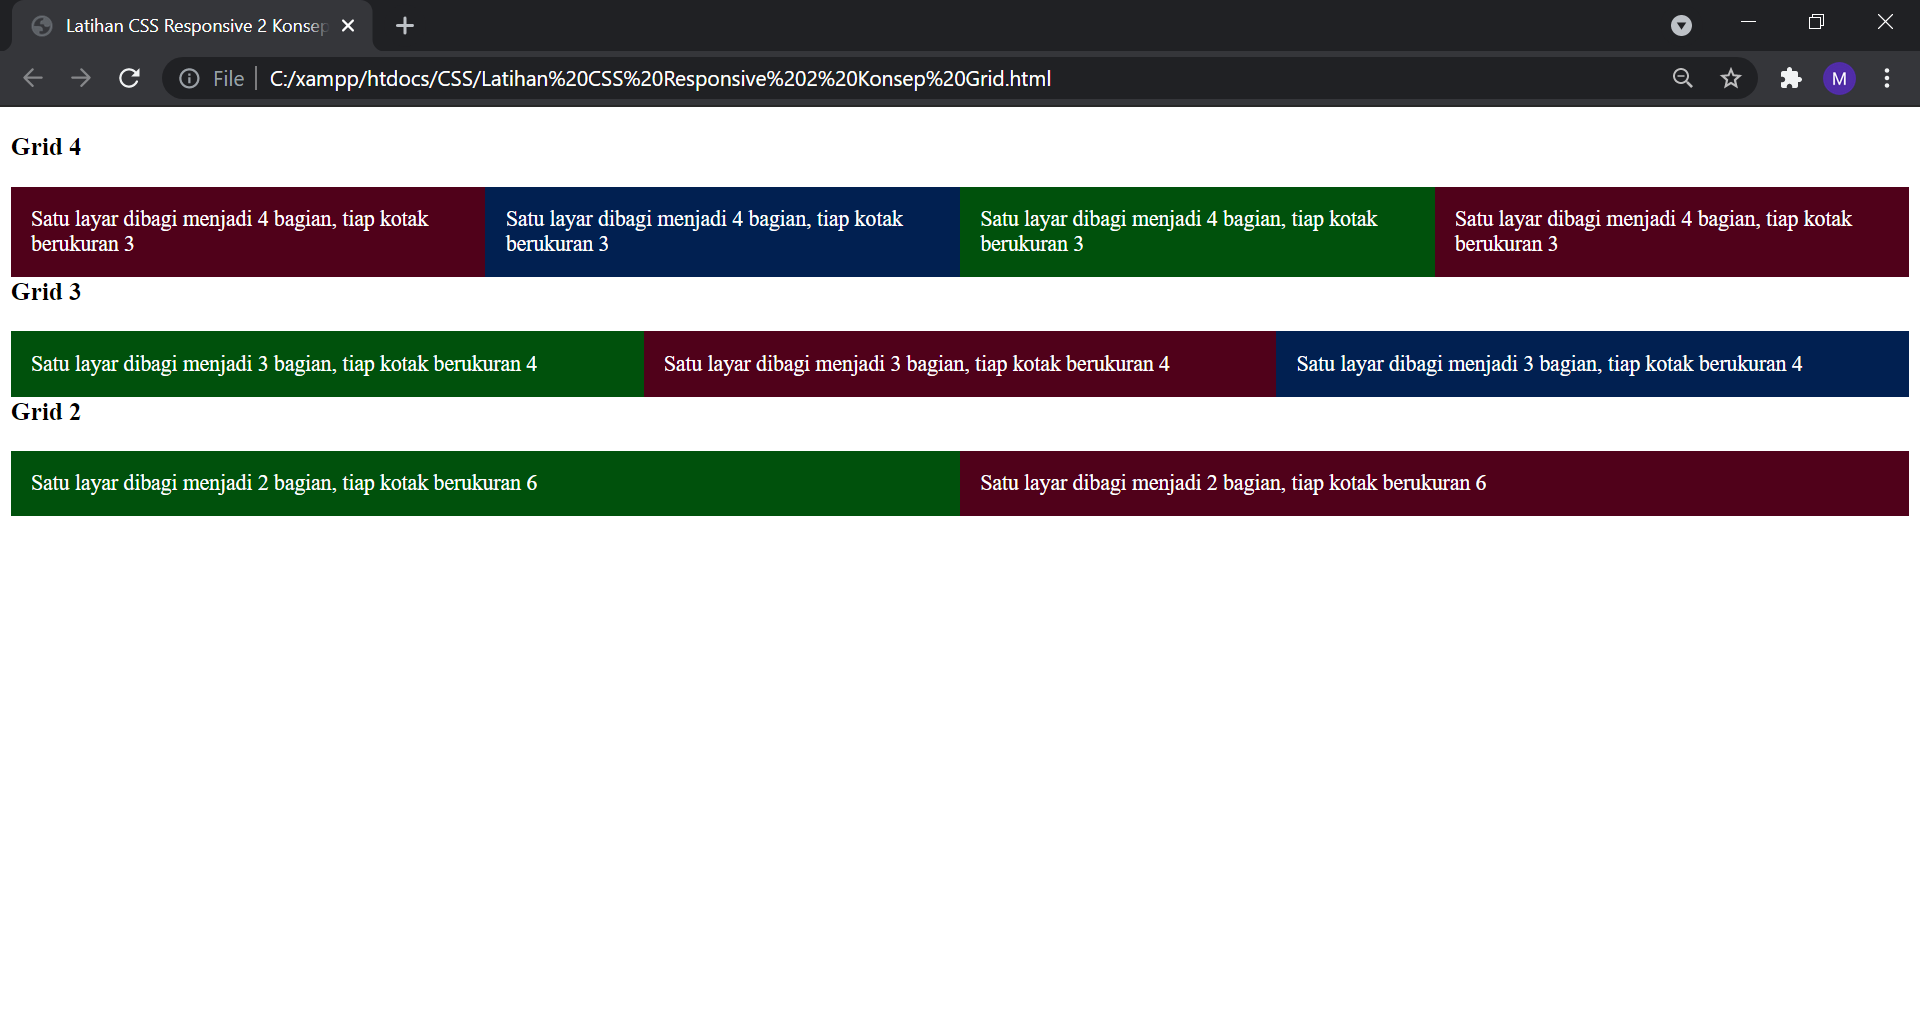 Latihan CSS Responsive 2 Konsep
File
C:/xampp/htdocs/CSS/Latihan%20CSS%20Responsive%202%20Konsep%20Grid.html
M
Grid 4
Satu layar dibagi menjadi 4 bagian, tiap kotak
berukuran 3
Satu layar dibagi menjadi 4 bagian, tiap kotak
berukuran 3
Satu layar dibagi menjadi 4 bagian, tiap kotak
berukuran 3
Satu layar dibagi menjadi 4 bagian, tiap kotak
berukuran 3
Grid 3
Satu layar dibagi menjadi 3 bagian, tiap kotak berukuran 4
Satu layar dibagi menjadi 3 bagian, tiap kotak berukuran 4
Satu layar dibagi menjadi 3 bagian, tiap kotak berukuran 4
Grid 2
Satu layar dibagi menjadi 2 bagian, tiap kotak berukuran 6
Satu layar dibagi menjadi 2 bagian, tiap kotak berukuran 6